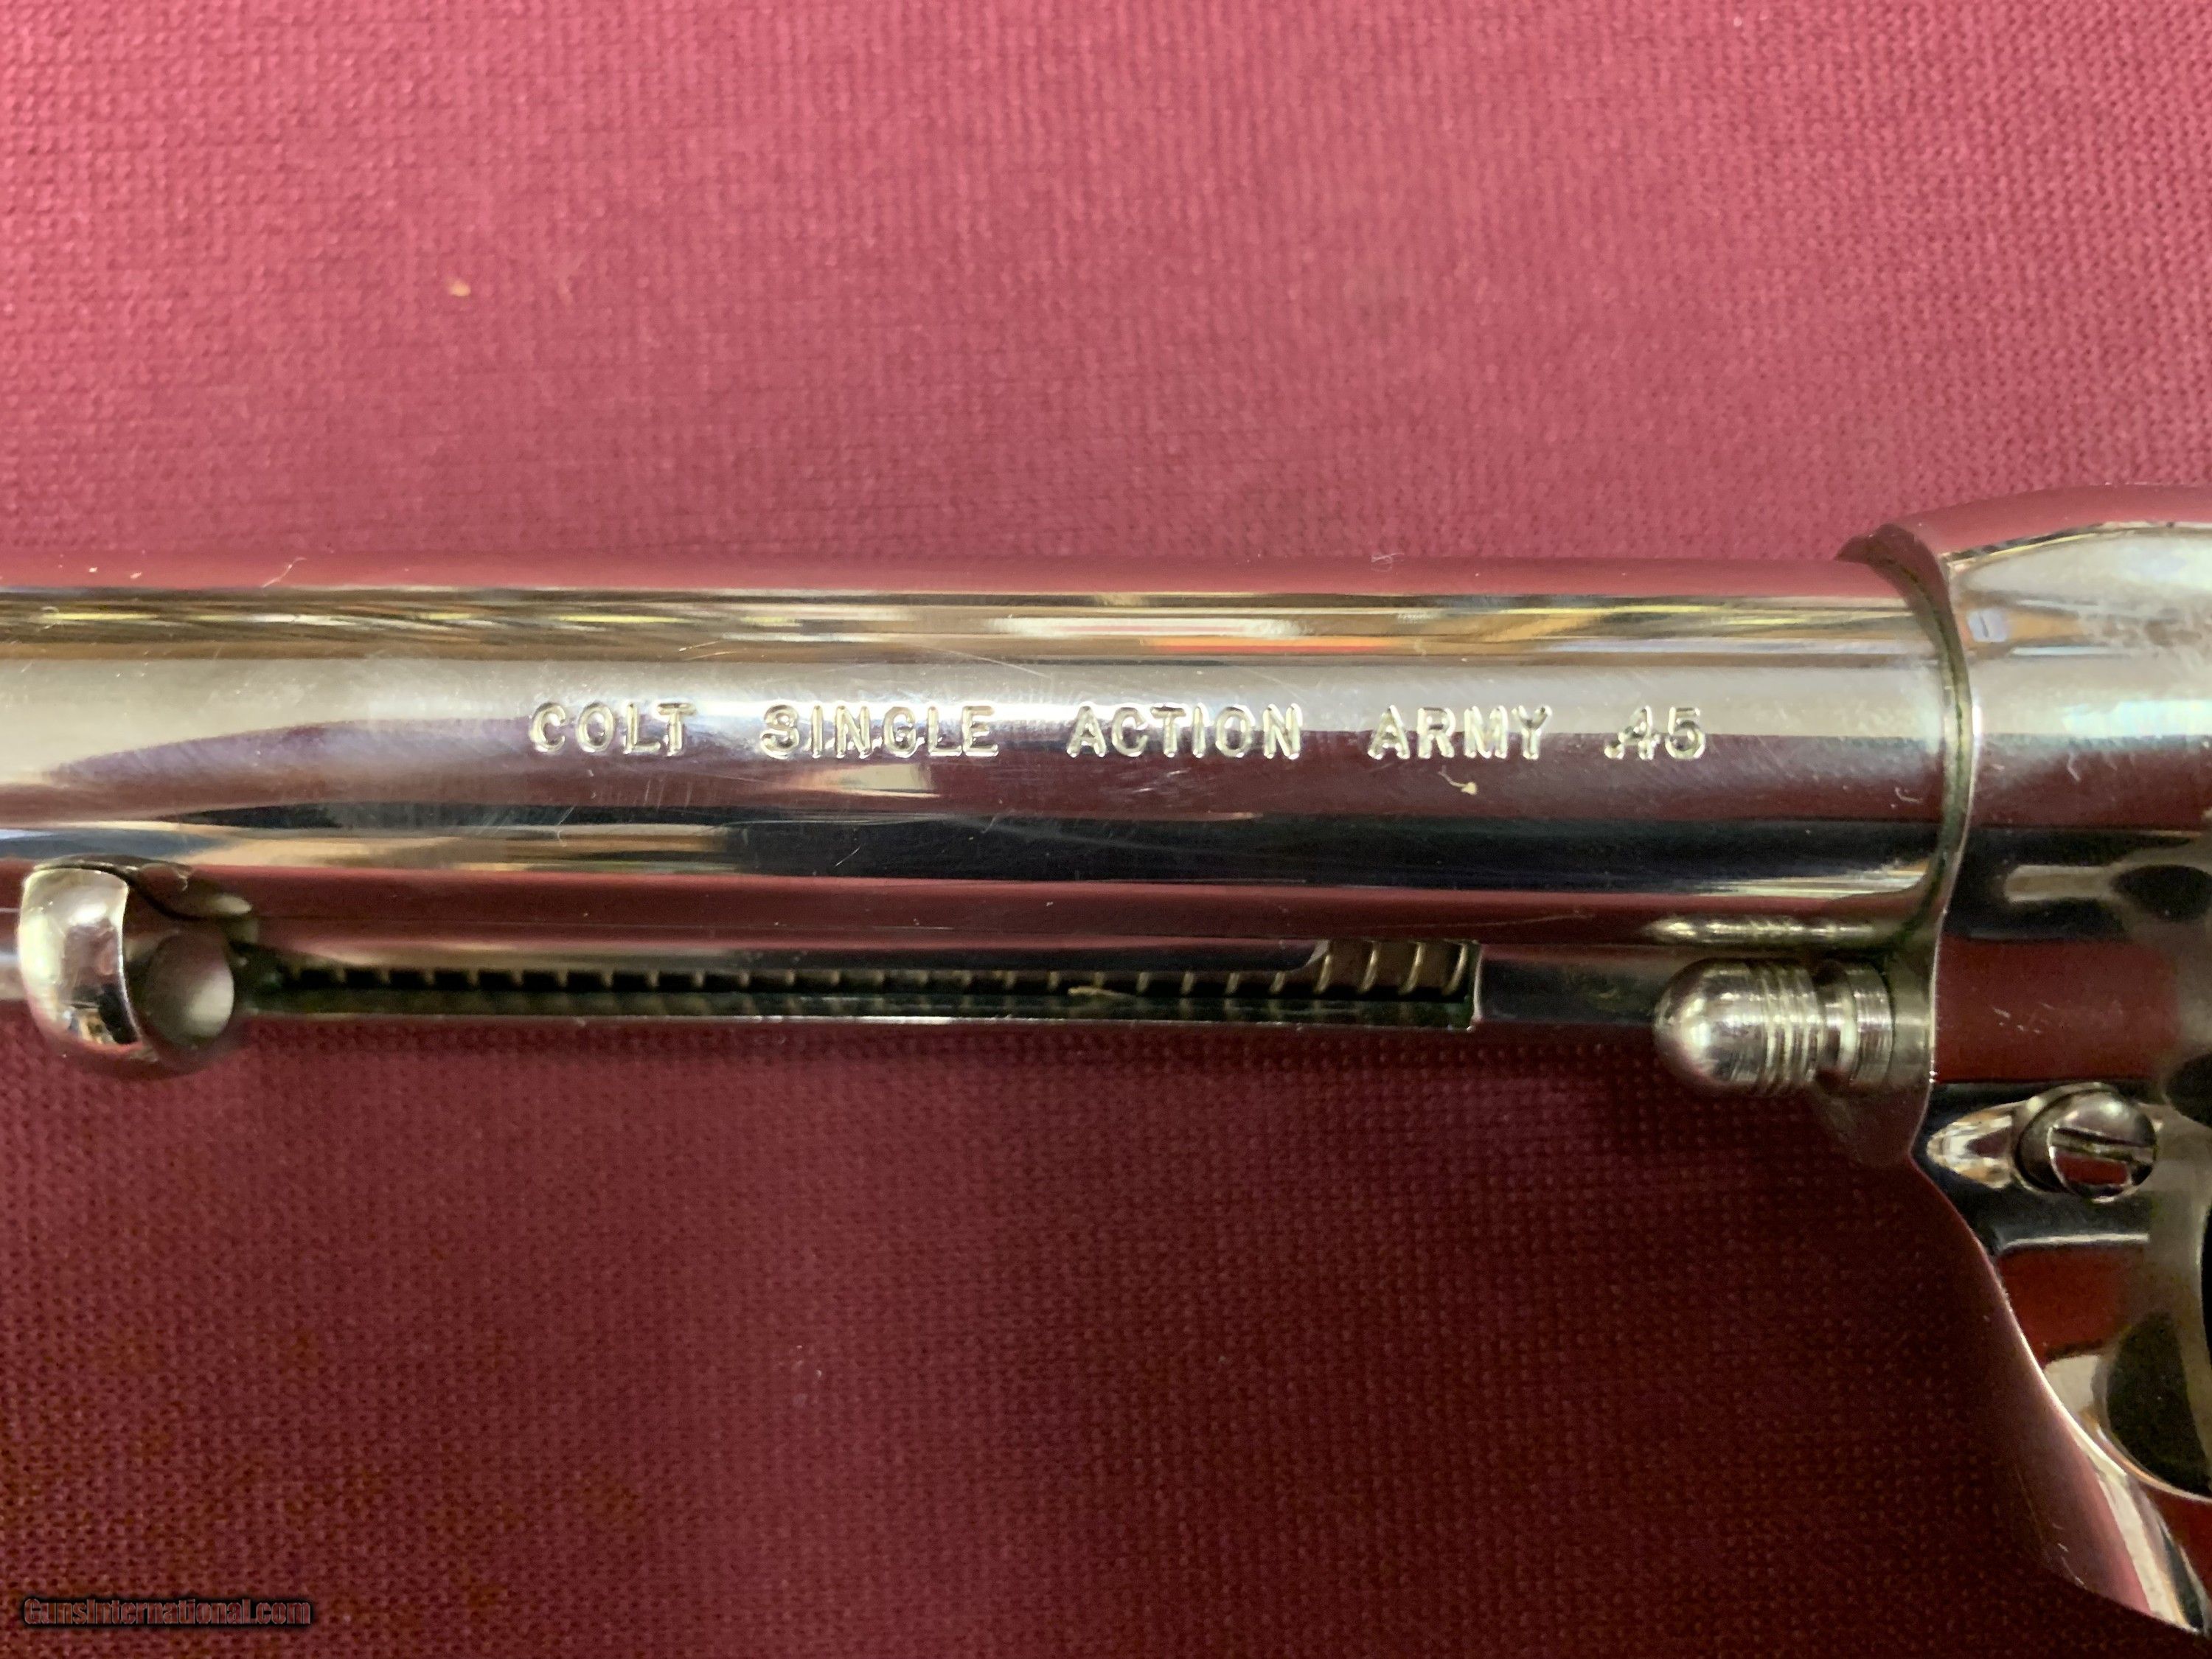 COLT SINGLE ACTION ARMY .45
GunsInternational.com